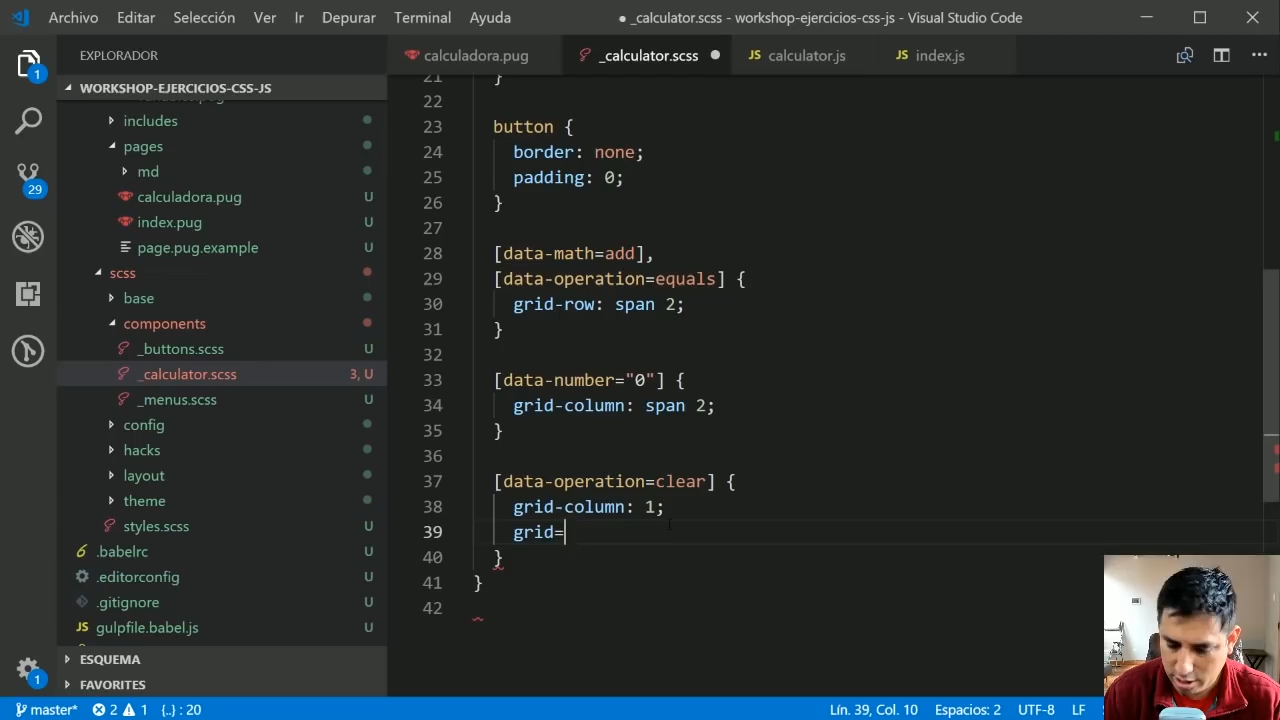 Archivo Editar Selección Ver Ir Depurar Terminal Ayuda ● _calculator.scss - workshop-ejercicios-css-js - Visual Studio Code
EXPLORADOR
calculadora.pug _calculator.scss JS calculator.js JS index.js
WORKSHOP-EJERCICIOS-CSS-JS
includes
pages
md
calculadora.pug U
index.pug U
page.pug.example U
scss
base
components
_buttons.scss U
_calculator.scss 3, U
_menus.scss U
config
hacks
layout
theme
styles.scss U
.babelrc U
.editorconfig U
.gitignore U
JS gulpfile.babel.js U
ESQUEMA
FAVORITES
1
29
1
21 }
22
23 button {
24 border: none;
25 padding: 0;
26 }
27
28 [data-math=add],
29 [data-operation=equals] {
30 grid-row: span 2;
31 }
32
33 [data-number="0"] {
34 grid-column: span 2;
35 }
36
37 [data-operation=clear] {
38 grid-column: 1;
39 grid=
40 }
41 }
42
master* 2 1 {..} : 20 Lín. 39, Col. 10 Espacios: 2 UTF-8 LF